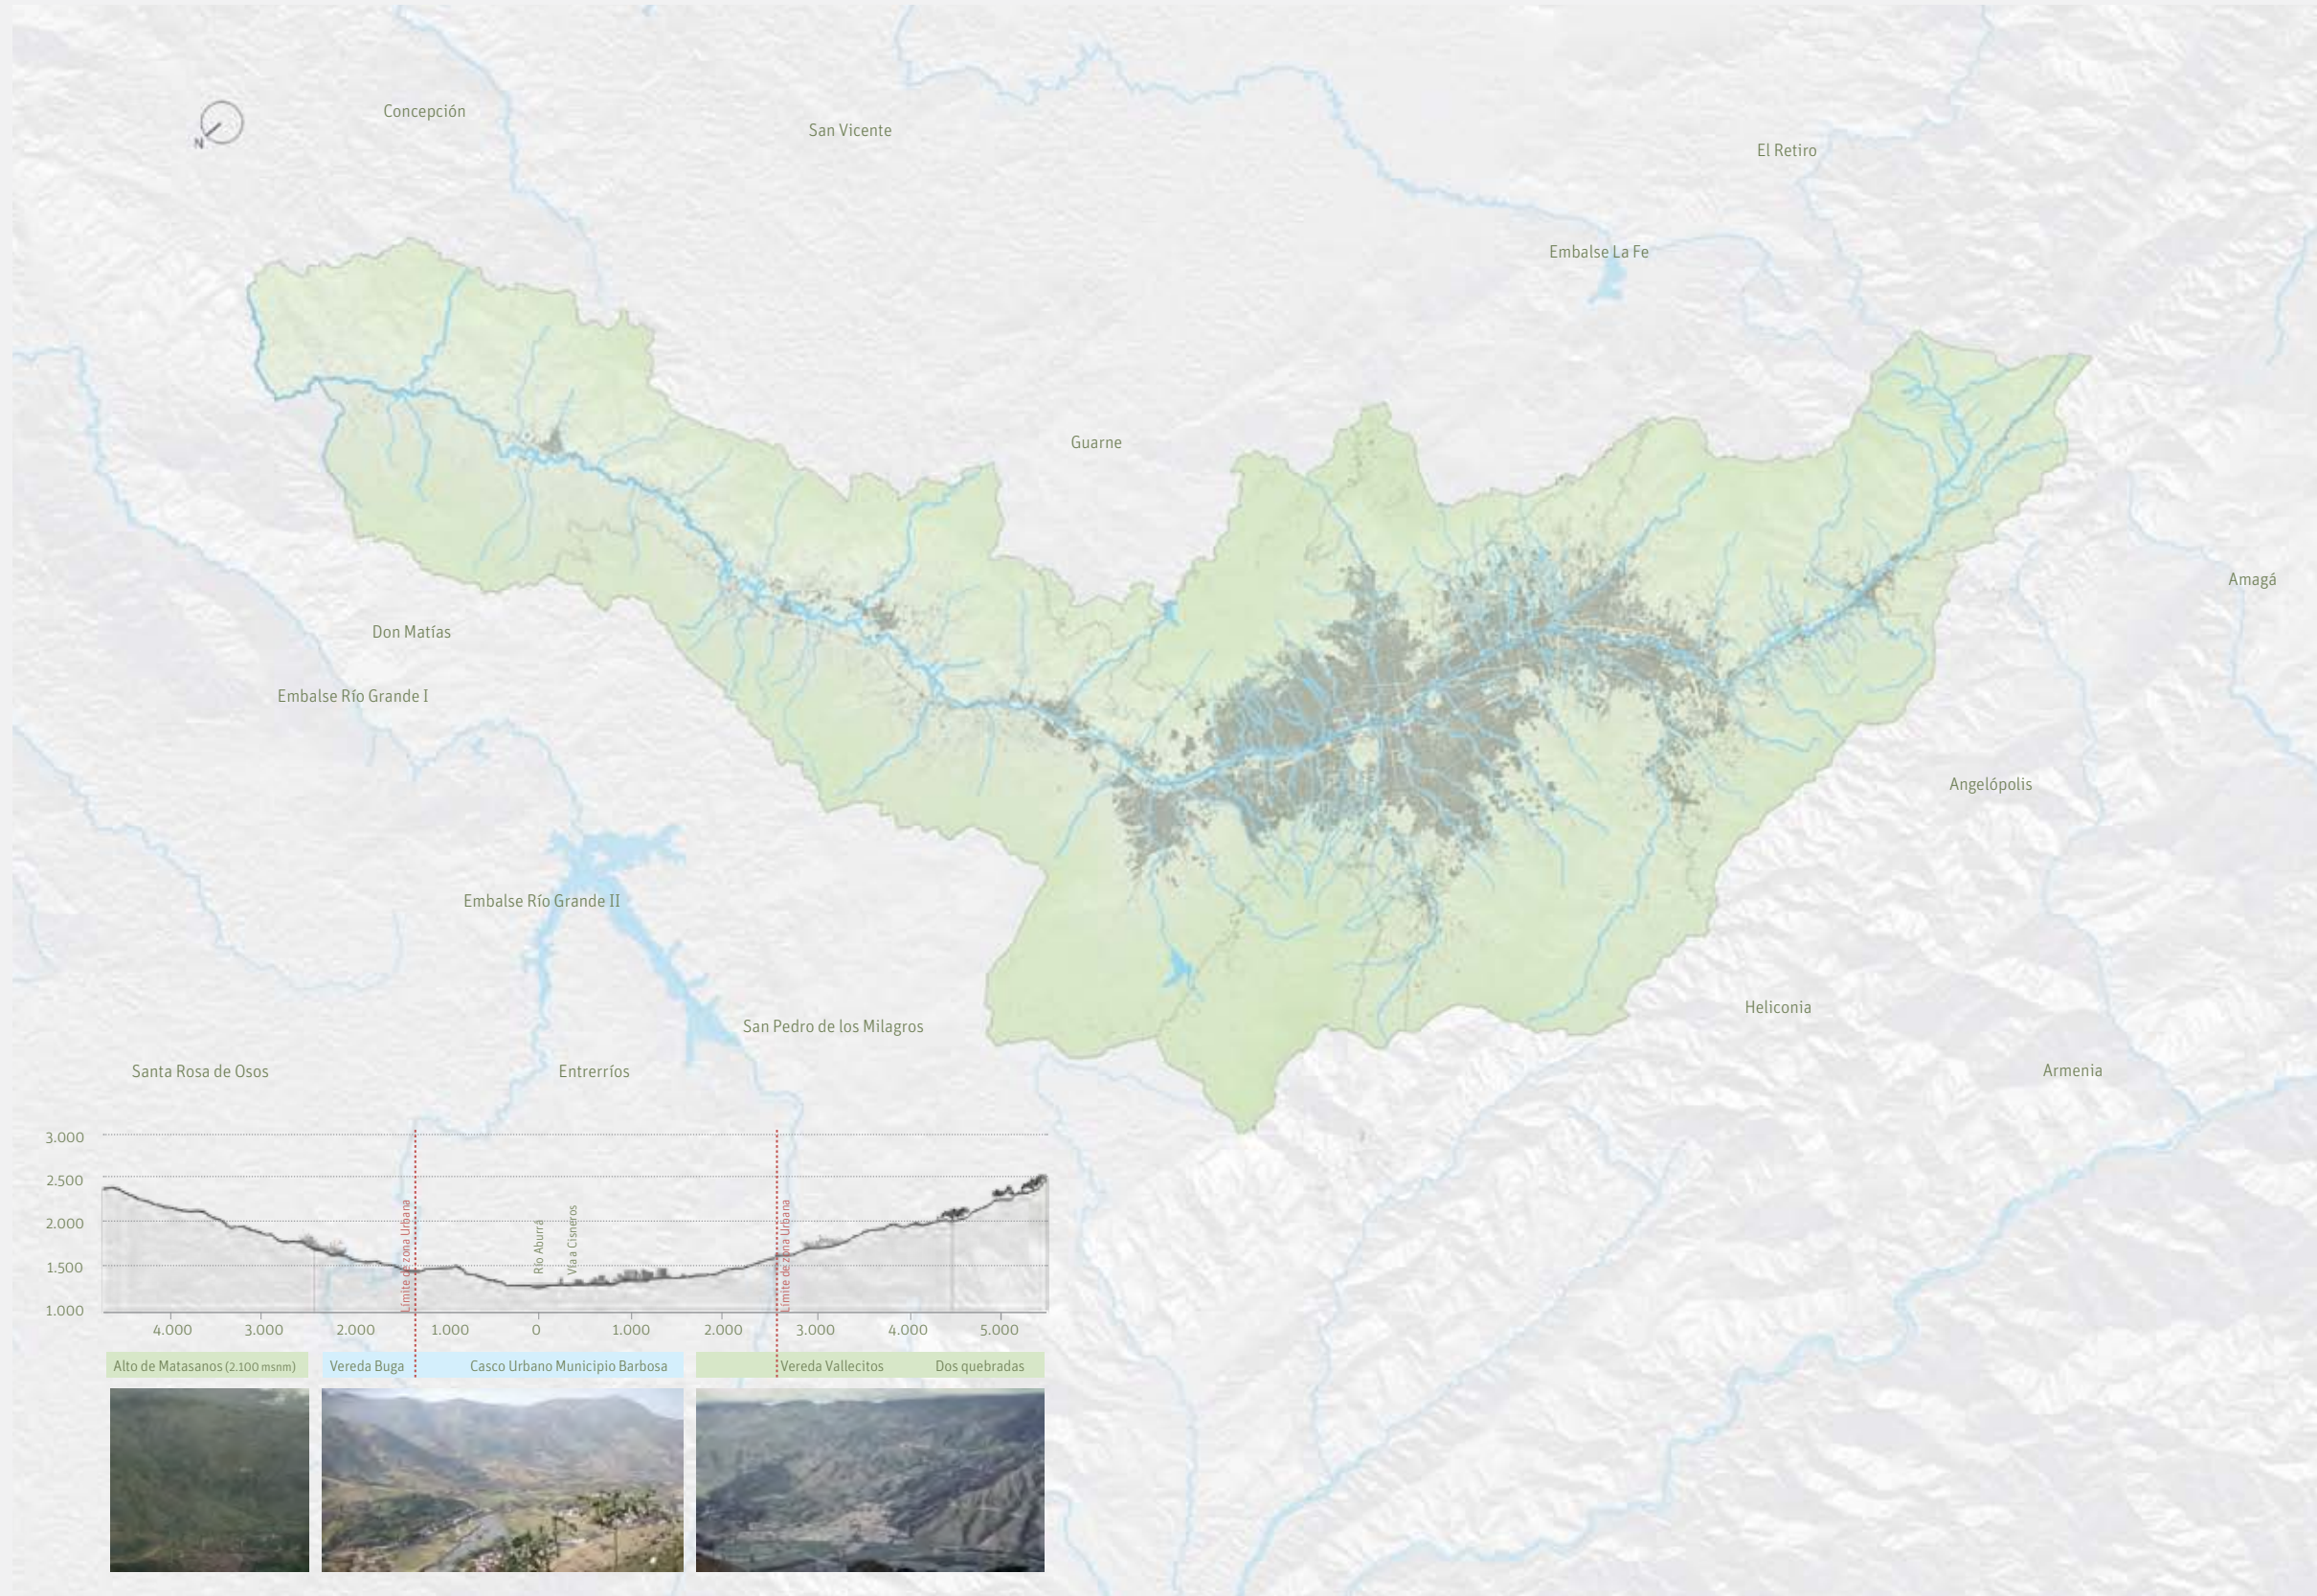 Concepción
San Vicente
El Retiro
N
Embalse La Fe
Guarne
Amagá
Don Matías
Embalse Río Grande I
Angelópolis
Embalse Río Grande II
Heliconia
San Pedro de los Milagros
Santa Rosa de Osos
Entrerríos
Armenia
3.000
2.500
2.000
1.500
1.000
Límite de zona Urbana
Río Aburrá
Vía a Cisneros
Límite de zona Urbana
4.000 3.000 2.000 1.000 0 1.000 2.000 3.000 4.000 5.000
Alto de Matasanos (2.100 msnm) Vereda Buga Casco Urbano Municipio Barbosa Vereda Vallecitos Dos quebradas